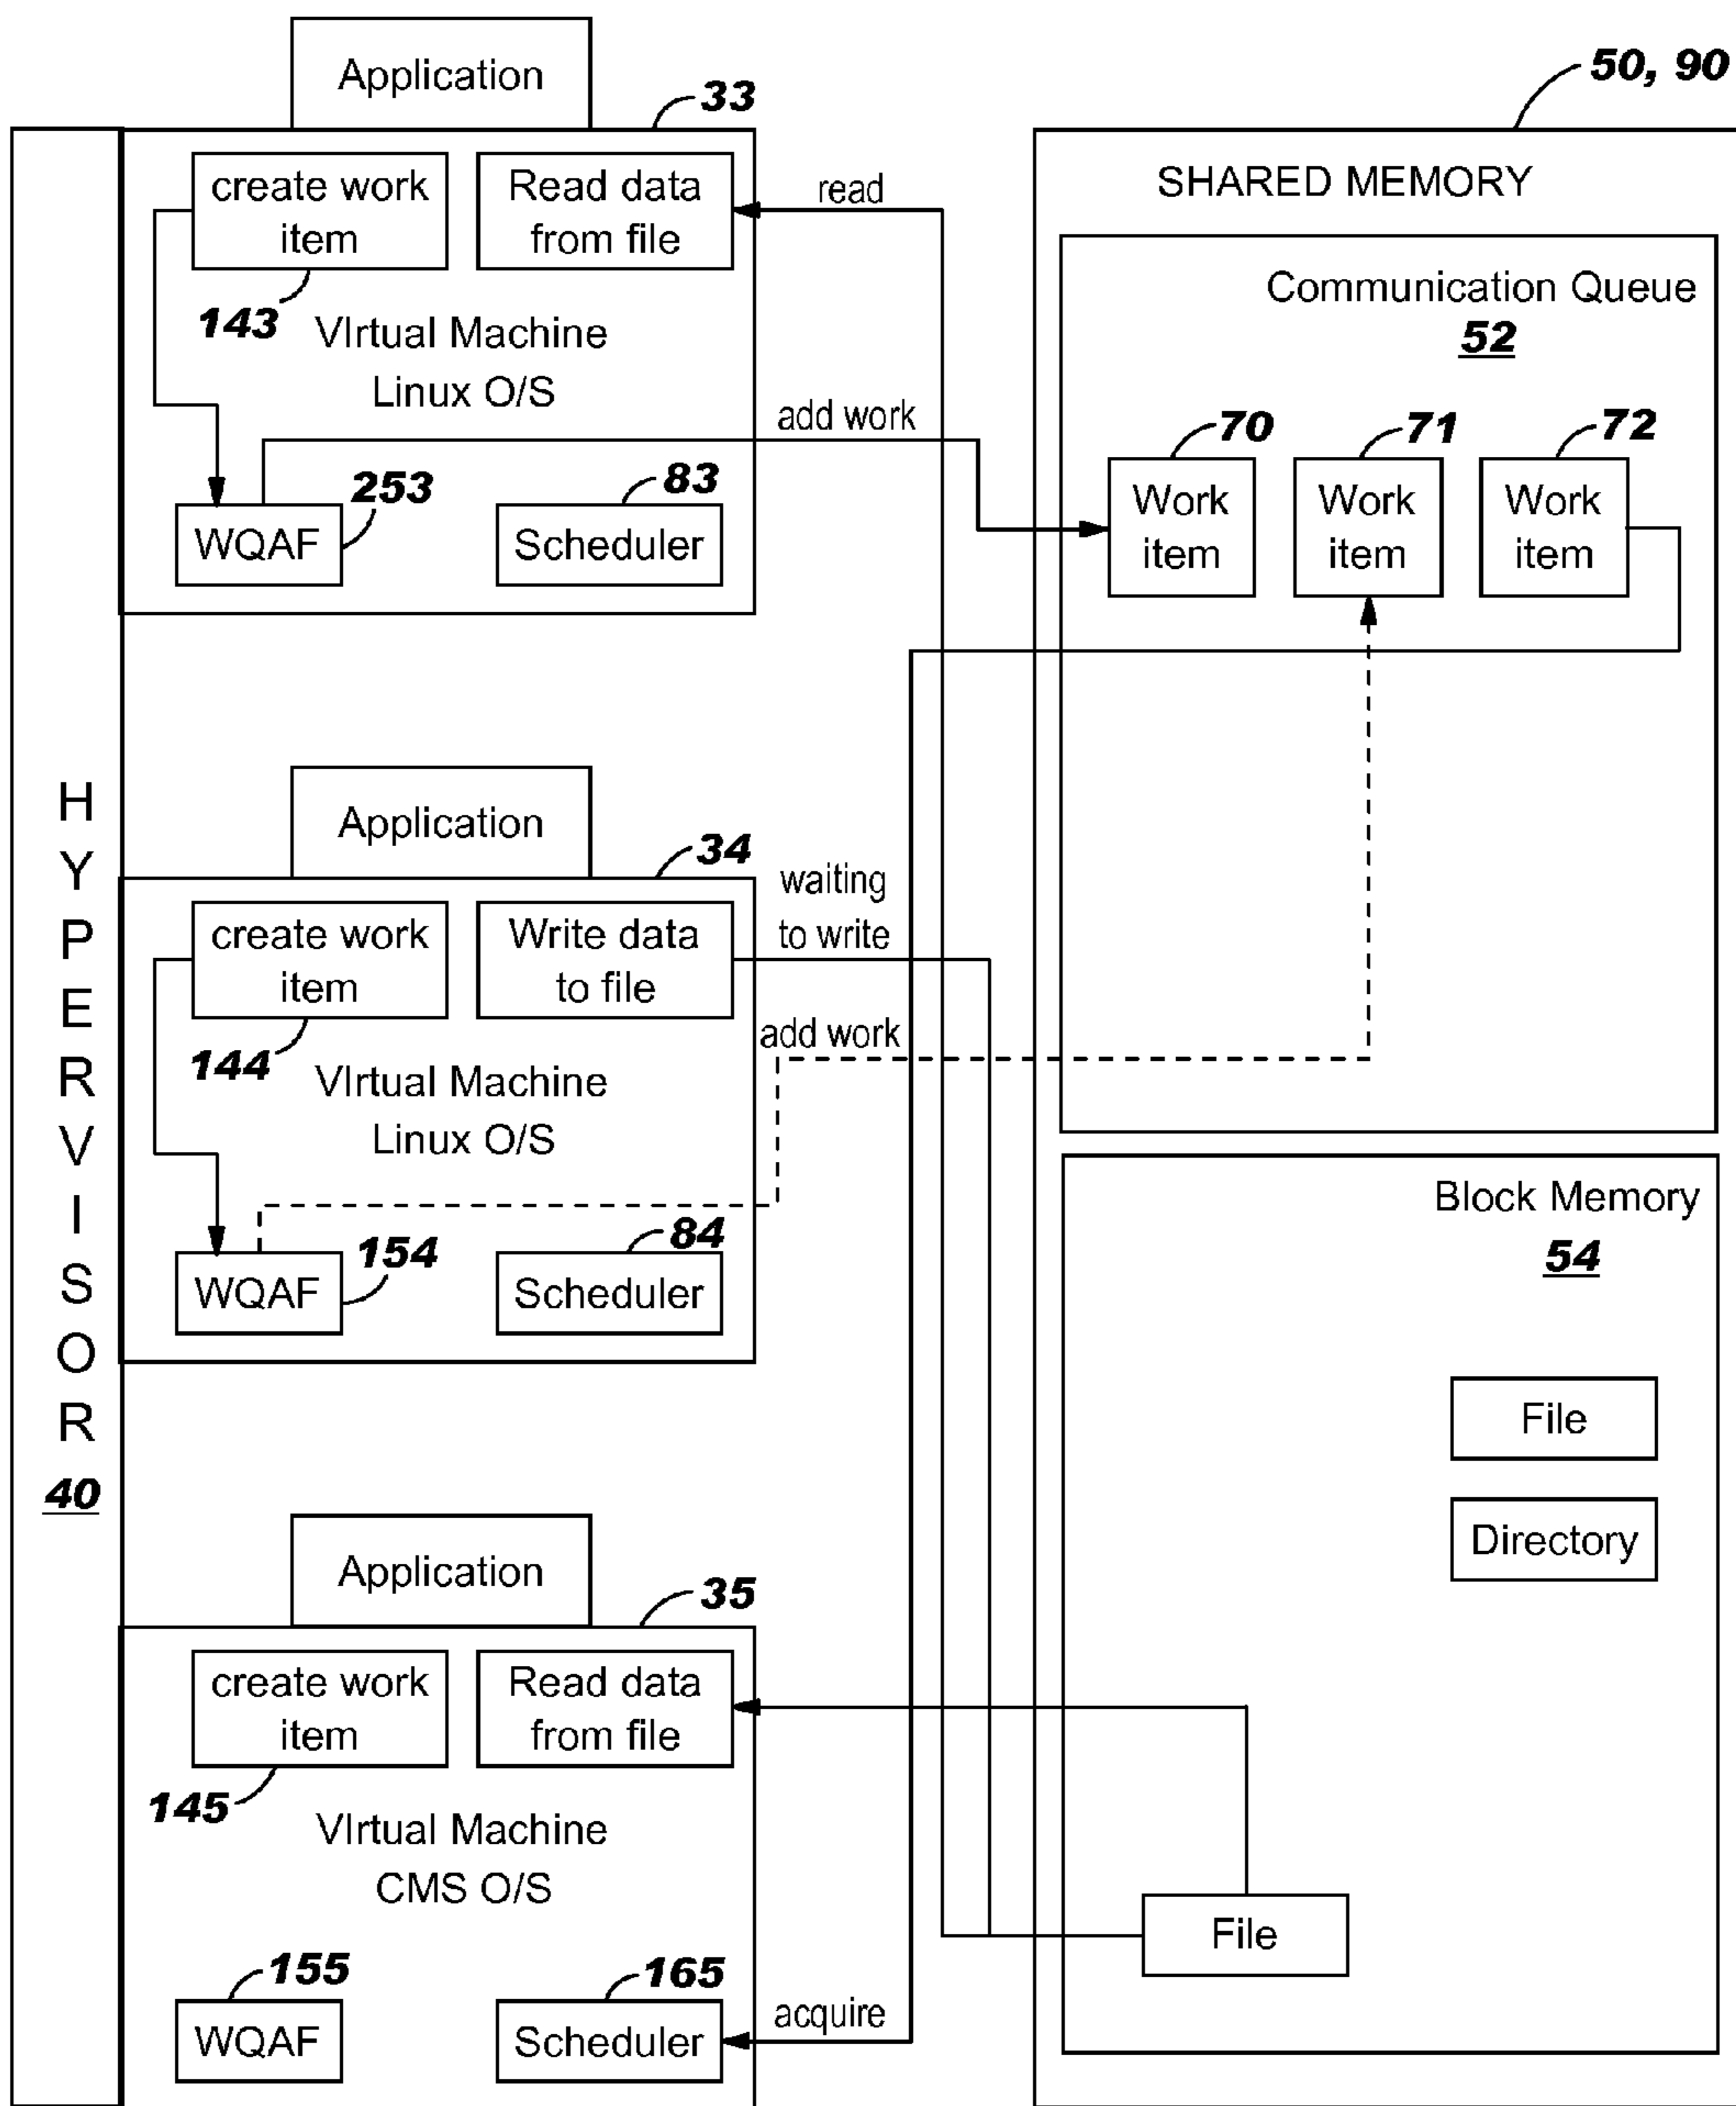 Application
33
create work
item
Read data
from file
143
VIrtual Machine
Linux O/S
WQAF
253
83
Scheduler
read
add work
50, 90
SHARED MEMORY
Communication Queue
52
70
71
72
Work
item
Work
item
Work
item
HYPERVISOR
40
Application
34
create work
item
Write data
to file
144
VIrtual Machine
Linux O/S
WQAF
154
84
Scheduler
waiting
to write
add work
Block Memory
54
File
Directory
File
Application
35
create work
item
Read data
from file
145
VIrtual Machine
CMS O/S
155
WQAF
165
Scheduler
acquire